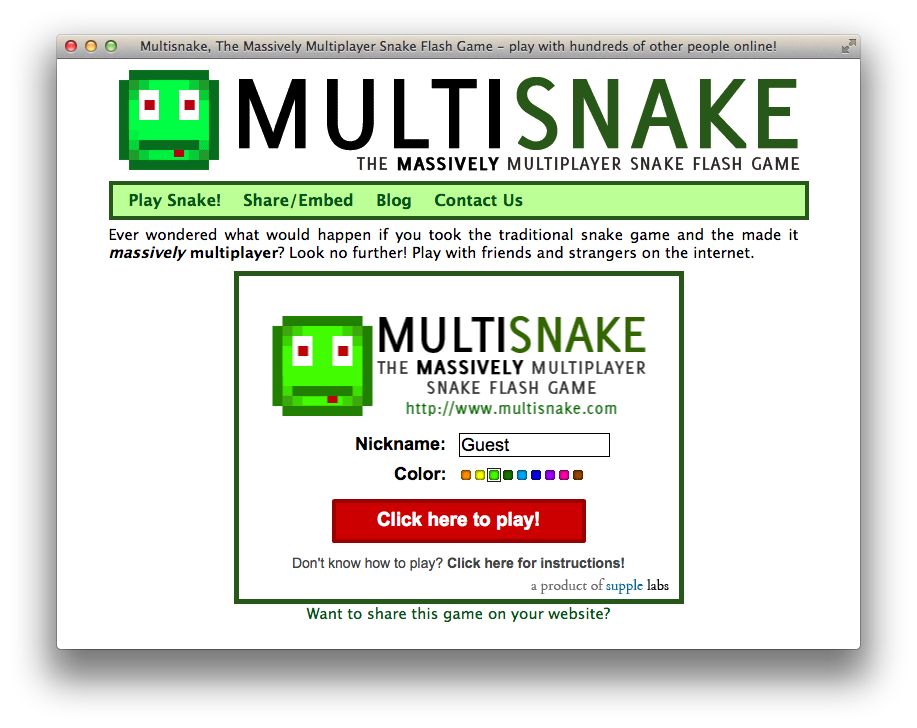 Multisnake, The Massively Multiplayer Snake Flash Game – play with hundreds of other people online!
MULTISNAKE
THE MASSIVELY MULTIPLAYER SNAKE FLASH GAME
Play Snake! Share/Embed Blog Contact Us
Ever wondered what would happen if you took the traditional snake game and the made it
massively multiplayer? Look no further! Play with friends and strangers on the internet.
MULTISNAKE
THE MASSIVELY MULTIPLAYER
SNAKE FLASH GAME
http://www.multisnake.com
Nickname: Guest
Color:
Click here to play!
Don't know how to play? Click here for instructions!
a product of supple labs
Want to share this game on your website?